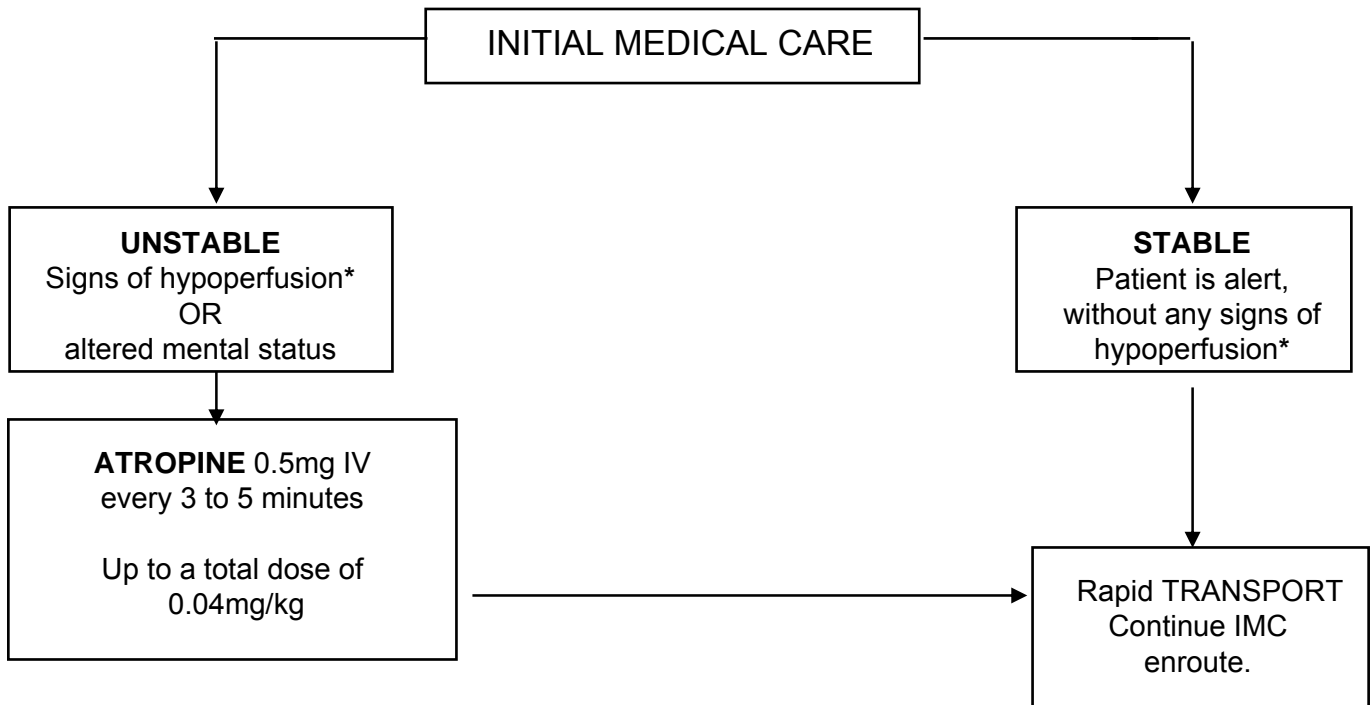 INITIAL MEDICAL CARE
UNSTABLE
Signs of hypoperfusion*
OR
altered mental status
STABLE
Patient is alert,
without any signs of
hypoperfusion*
ATROPINE 0.5mg IV
every 3 to 5 minutes
Up to a total dose of
0.04mg/kg
Rapid TRANSPORT
Continue IMC
enroute.